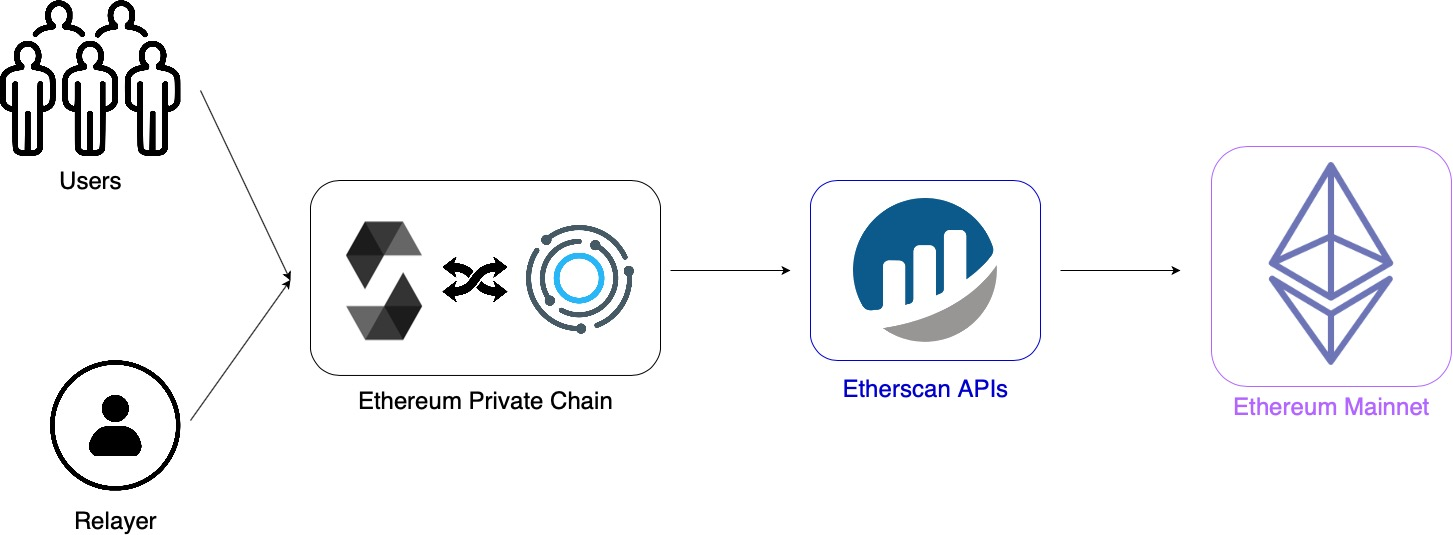 Users
Ethereum Private Chain
Etherscan APIs
Ethereum Mainnet
Relayer